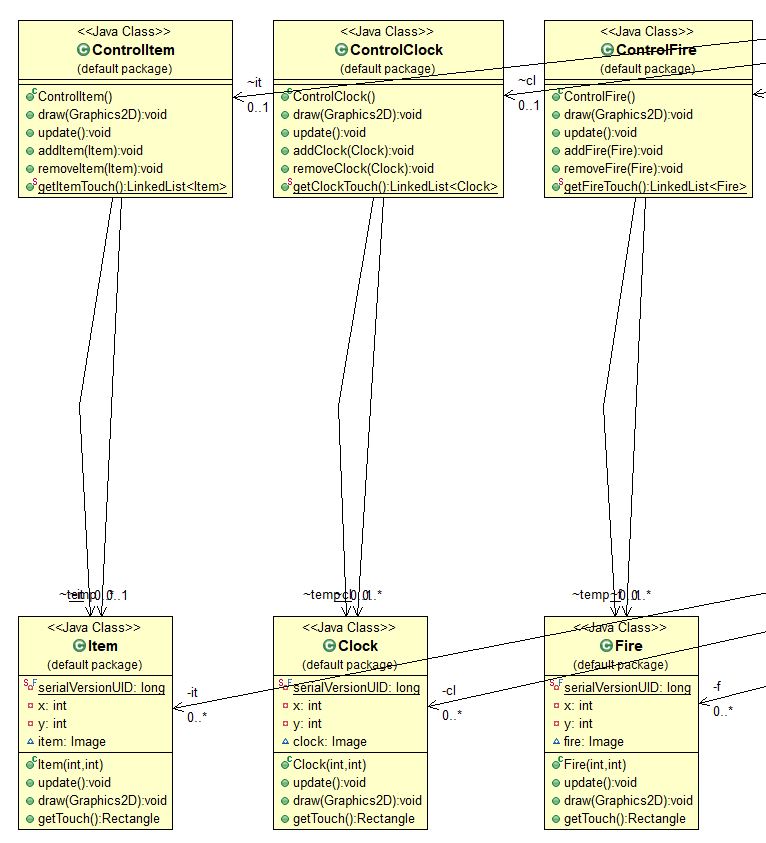 <<Java Class>>
ControlItem
(default package)
ControlItem()
draw(Graphics2D):void
update():void
addItem(Item):void
removeItem(Item):void
getItemTouch():LinkedList<Item>
~it
0..1
<<Java Class>>
ControlClock
(default package)
ControlClock()
draw(Graphics2D):void
update():void
addClock(Clock):void
removeClock(Clock):void
getClockTouch():LinkedList<Clock>
~cl
0..1
<<Java Class>>
ControlFire
(default package)
ControlFire()
draw(Graphics2D):void
update():void
addFire(Fire):void
removeFire(Fire):void
getFireTouch():LinkedList<Fire>
~temp
~temp
~temp
<<Java Class>>
Item
(default package)
serialVersionUID: long
x: int
y: int
item: Image
Item(int,int)
update():void
draw(Graphics2D):void
getTouch():Rectangle
-it
0..*
<<Java Class>>
Clock
(default package)
serialVersionUID: long
x: int
y: int
clock: Image
Clock(int,int)
update():void
draw(Graphics2D):void
getTouch():Rectangle
-cl
0..*
<<Java Class>>
Fire
(default package)
serialVersionUID: long
x: int
y: int
fire: Image
Fire(int,int)
update():void
draw(Graphics2D):void
getTouch():Rectangle
-f
0..*